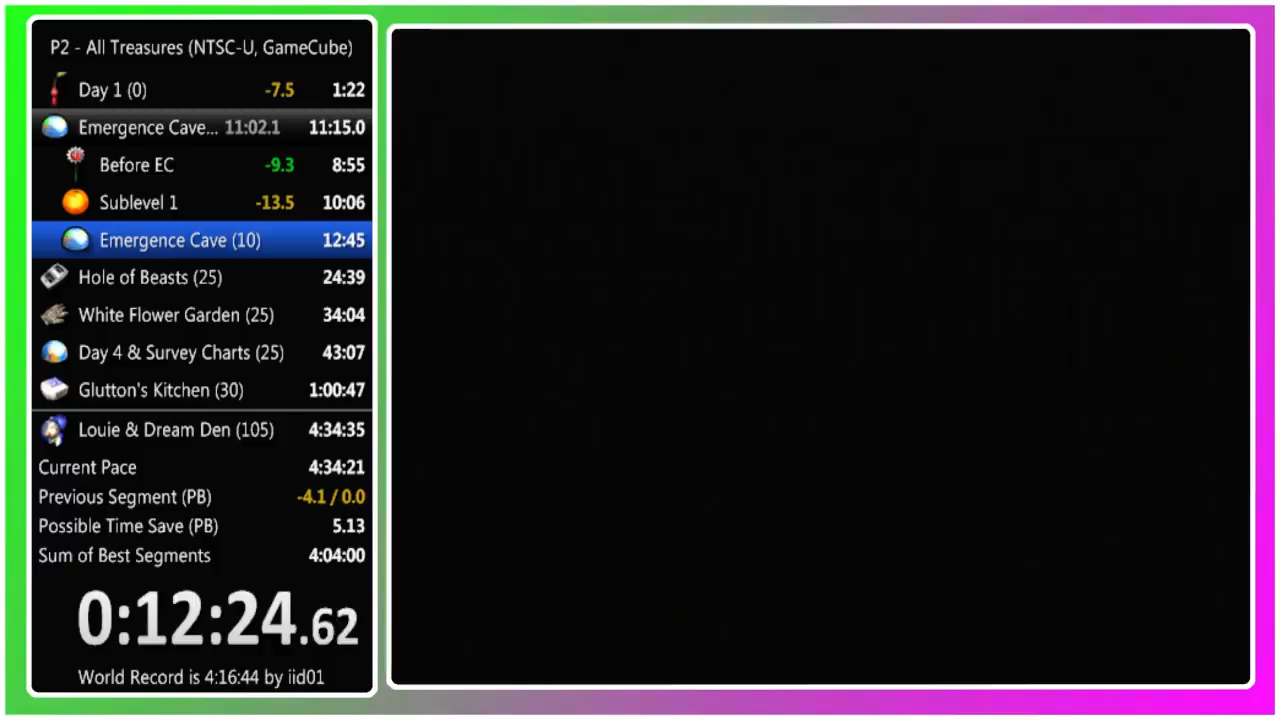 P2 - All Treasures (NTSC-U, GameCube)
Day 1 (0) -7.5 1:22
Emergence Cave... 11:02.1 11:15.0
Before EC -9.3 8:55
Sublevel 1 -13.5 10:06
Emergence Cave (10) 12:45
Hole of Beasts (25) 24:39
White Flower Garden (25) 34:04
Day 4 & Survey Charts (25) 43:07
Glutton's Kitchen (30) 1:00:47
Louie & Dream Den (105) 4:34:35
Current Pace 4:34:21
Previous Segment (PB) -4.1 / 0.0
Possible Time Save (PB) 5.13
Sum of Best Segments 4:04:00
0:12:24.62
World Record is 4:16:44 by iid01